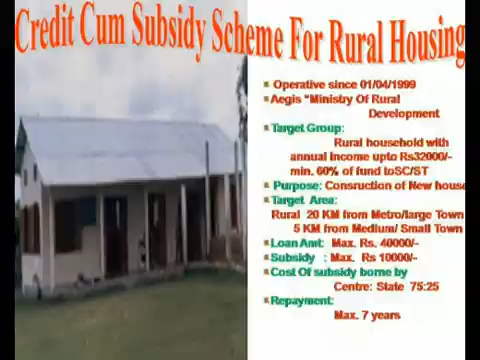 Credit Cum Subsidy Scheme For Rural Housing
Operative since 01/04/1999
Aegis "Ministry Of Rural
Development
Target Group:
Rural household with
annual income upto Rs32000/-
min. 60% of fund toSC/ST
Purpose: Consruction of New house
Target Area:
Rural 20 KM from Metro/large Town
5 KM from Medium/ Small Town
Loan Amt: Max. Rs. 40000/-
Subsidy : Max. Rs 10000/-
Cost Of subsidy borne by
Centre: State 75:25
Repayment:
Max. 7 years